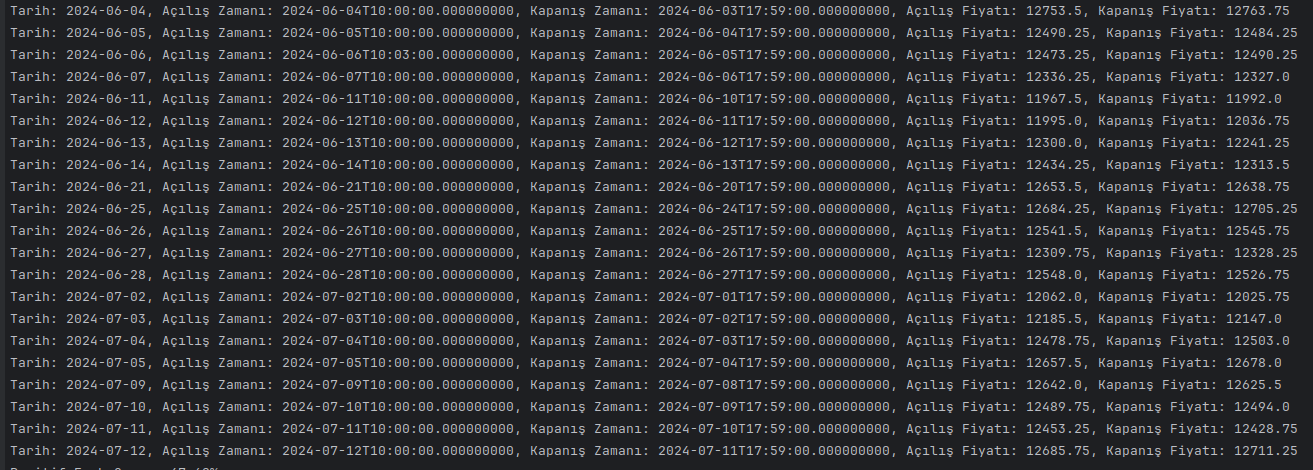 Tarih: 2024-06-04, Açılış Zamanı: 2024-06-04T10:00:00.000000000, Kapanış Zamanı: 2024-06-03T17:59:00.000000000, Açılış Fiyatı: 12753.5, Kapanış Fiyatı: 12763.75
Tarih: 2024-06-05, Açılış Zamanı: 2024-06-05T10:00:00.000000000, Kapanış Zamanı: 2024-06-04T17:59:00.000000000, Açılış Fiyatı: 12490.25, Kapanış Fiyatı: 12484.25
Tarih: 2024-06-06, Açılış Zamanı: 2024-06-06T10:03:00.000000000, Kapanış Zamanı: 2024-06-05T17:59:00.000000000, Açılış Fiyatı: 12473.25, Kapanış Fiyatı: 12490.25
Tarih: 2024-06-07, Açılış Zamanı: 2024-06-07T10:00:00.000000000, Kapanış Zamanı: 2024-06-06T17:59:00.000000000, Açılış Fiyatı: 12336.25, Kapanış Fiyatı: 12327.0
Tarih: 2024-06-11, Açılış Zamanı: 2024-06-11T10:00:00.000000000, Kapanış Zamanı: 2024-06-10T17:59:00.000000000, Açılış Fiyatı: 11967.5, Kapanış Fiyatı: 11992.0
Tarih: 2024-06-12, Açılış Zamanı: 2024-06-12T10:00:00.000000000, Kapanış Zamanı: 2024-06-11T17:59:00.000000000, Açılış Fiyatı: 11995.0, Kapanış Fiyatı: 12036.75
Tarih: 2024-06-13, Açılış Zamanı: 2024-06-13T10:00:00.000000000, Kapanış Zamanı: 2024-06-12T17:59:00.000000000, Açılış Fiyatı: 12300.0, Kapanış Fiyatı: 12241.25
Tarih: 2024-06-14, Açılış Zamanı: 2024-06-14T10:00:00.000000000, Kapanış Zamanı: 2024-06-13T17:59:00.000000000, Açılış Fiyatı: 12434.25, Kapanış Fiyatı: 12313.5
Tarih: 2024-06-21, Açılış Zamanı: 2024-06-21T10:00:00.000000000, Kapanış Zamanı: 2024-06-20T17:59:00.000000000, Açılış Fiyatı: 12653.5, Kapanış Fiyatı: 12638.75
Tarih: 2024-06-25, Açılış Zamanı: 2024-06-25T10:00:00.000000000, Kapanış Zamanı: 2024-06-24T17:59:00.000000000, Açılış Fiyatı: 12684.25, Kapanış Fiyatı: 12705.25
Tarih: 2024-06-26, Açılış Zamanı: 2024-06-26T10:00:00.000000000, Kapanış Zamanı: 2024-06-25T17:59:00.000000000, Açılış Fiyatı: 12541.5, Kapanış Fiyatı: 12545.75
Tarih: 2024-06-27, Açılış Zamanı: 2024-06-27T10:00:00.000000000, Kapanış Zamanı: 2024-06-26T17:59:00.000000000, Açılış Fiyatı: 12309.75, Kapanış Fiyatı: 12328.25
Tarih: 2024-06-28, Açılış Zamanı: 2024-06-28T10:00:00.000000000, Kapanış Zamanı: 2024-06-27T17:59:00.000000000, Açılış Fiyatı: 12548.0, Kapanış Fiyatı: 12526.75
Tarih: 2024-07-02, Açılış Zamanı: 2024-07-02T10:00:00.000000000, Kapanış Zamanı: 2024-07-01T17:59:00.000000000, Açılış Fiyatı: 12062.0, Kapanış Fiyatı: 12025.75
Tarih: 2024-07-03, Açılış Zamanı: 2024-07-03T10:00:00.000000000, Kapanış Zamanı: 2024-07-02T17:59:00.000000000, Açılış Fiyatı: 12185.5, Kapanış Fiyatı: 12147.0
Tarih: 2024-07-04, Açılış Zamanı: 2024-07-04T10:00:00.000000000, Kapanış Zamanı: 2024-07-03T17:59:00.000000000, Açılış Fiyatı: 12478.75, Kapanış Fiyatı: 12503.0
Tarih: 2024-07-05, Açılış Zamanı: 2024-07-05T10:00:00.000000000, Kapanış Zamanı: 2024-07-04T17:59:00.000000000, Açılış Fiyatı: 12657.5, Kapanış Fiyatı: 12678.0
Tarih: 2024-07-09, Açılış Zamanı: 2024-07-09T10:00:00.000000000, Kapanış Zamanı: 2024-07-08T17:59:00.000000000, Açılış Fiyatı: 12642.0, Kapanış Fiyatı: 12625.5
Tarih: 2024-07-10, Açılış Zamanı: 2024-07-10T10:00:00.000000000, Kapanış Zamanı: 2024-07-09T17:59:00.000000000, Açılış Fiyatı: 12489.75, Kapanış Fiyatı: 12494.0
Tarih: 2024-07-11, Açılış Zamanı: 2024-07-11T10:00:00.000000000, Kapanış Zamanı: 2024-07-10T17:59:00.000000000, Açılış Fiyatı: 12453.25, Kapanış Fiyatı: 12428.75
Tarih: 2024-07-12, Açılış Zamanı: 2024-07-12T10:00:00.000000000, Kapanış Zamanı: 2024-07-11T17:59:00.000000000, Açılış Fiyatı: 12685.75, Kapanış Fiyatı: 12711.25